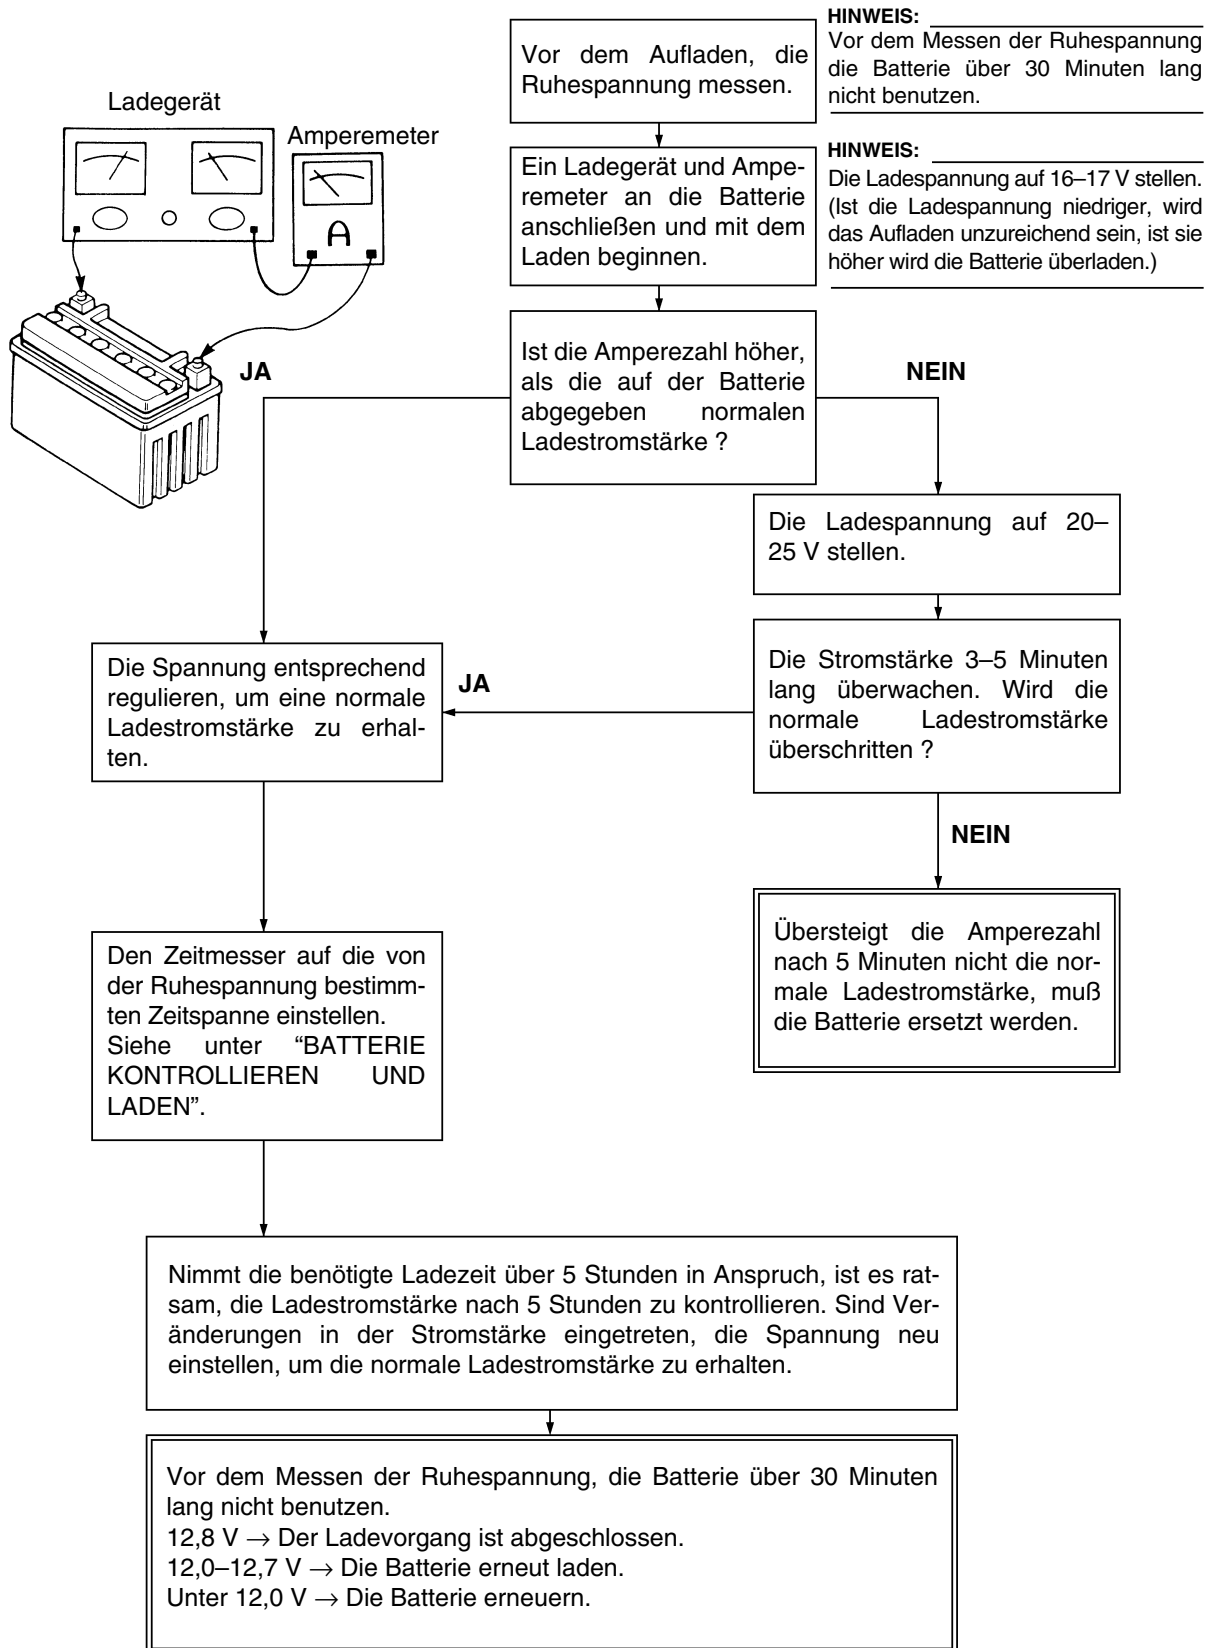 Ladegerät
Amperemeter
A
Vor dem Aufladen, die
Ruhespannung messen.
HINWEIS:
Vor dem Messen der Ruhespannung
die Batterie über 30 Minuten lang
nicht benutzen.
Ein Ladegerät und Ampe-
remeter an die Batterie
anschließen und mit dem
Laden beginnen.
HINWEIS:
Die Ladespannung auf 16–17 V stellen.
(Ist die Ladespannung niedriger, wird
das Aufladen unzureichend sein, ist sie
höher wird die Batterie überladen.)
Ist die Amperezahl höher,
als die auf der Batterie
abgegeben normalen
Ladestromstärke ?
JA
NEIN
Die Ladespannung auf 20–
25 V stellen.
Die Stromstärke 3–5 Minuten
lang überwachen. Wird die
normale Ladestromstärke
überschritten ?
JA
Die Spannung entsprechend
regulieren, um eine normale
Ladestromstärke zu erhal-
ten.
NEIN
Übersteigt die Amperezahl
nach 5 Minuten nicht die nor-
male Ladestromstärke, muß
die Batterie ersetzt werden.
Den Zeitmesser auf die von
der Ruhespannung bestimm-
ten Zeitspanne einstellen.
Siehe unter “BATTERIE
KONTROLLIEREN UND
LADEN”.
Nimmt die benötigte Ladezeit über 5 Stunden in Anspruch, ist es rat-
sam, die Ladestromstärke nach 5 Stunden zu kontrollieren. Sind Ver-
änderungen in der Stromstärke eingetreten, die Spannung neu
einstellen, um die normale Ladestromstärke zu erhalten.
Vor dem Messen der Ruhespannung, die Batterie über 30 Minuten
lang nicht benutzen.
12,8 V → Der Ladevorgang ist abgeschlossen.
12,0–12,7 V → Die Batterie erneut laden.
Unter 12,0 V → Die Batterie erneuern.